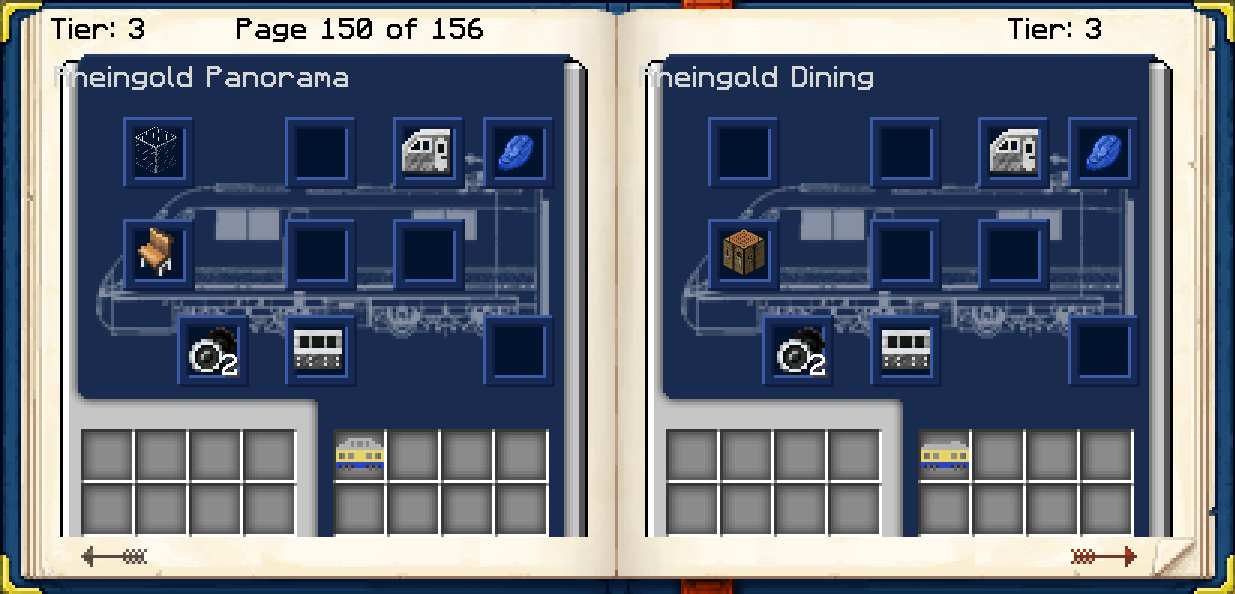 Tier: 3
Page 150 of 156
Rheingold Panorama
2
Tier: 3
Rheingold Dining
2